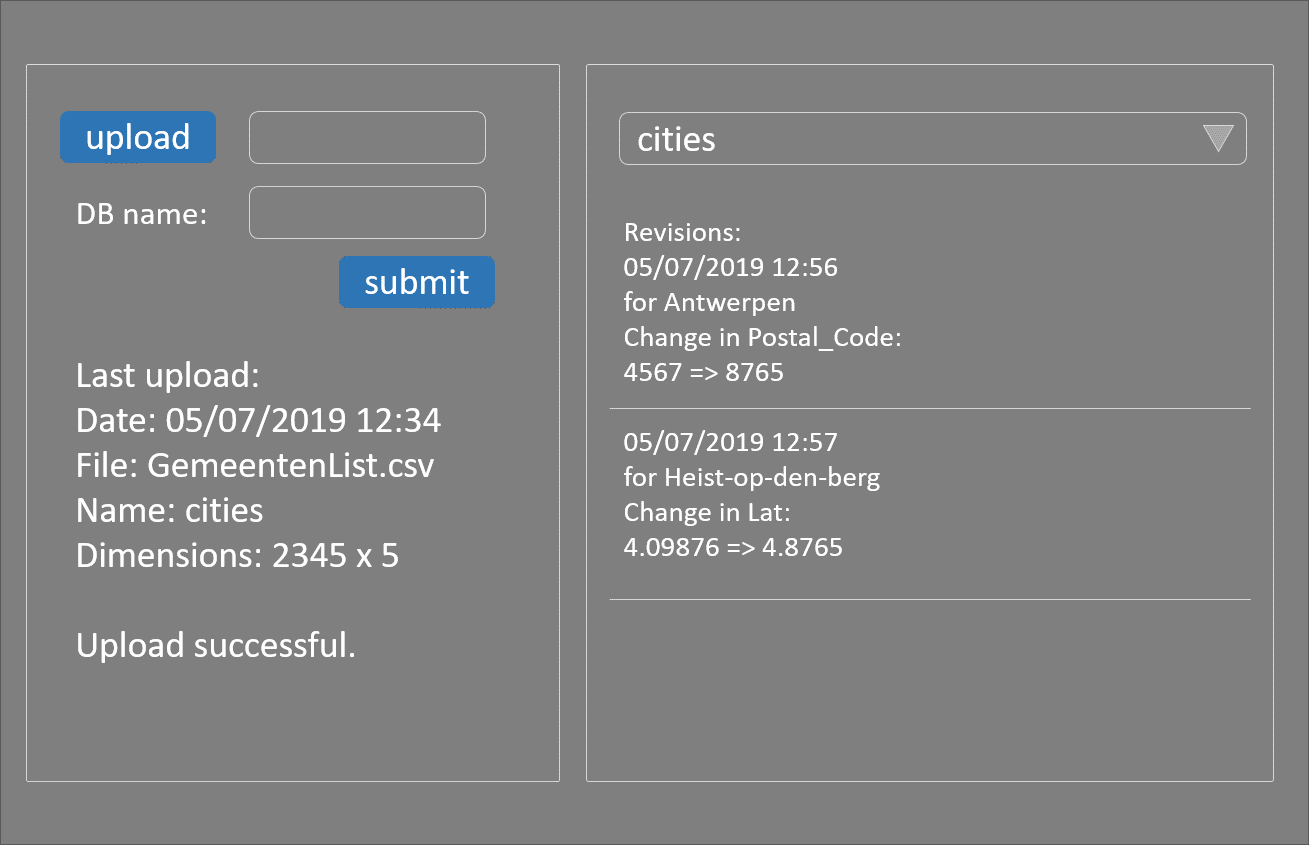 upload
DB name:
submit
Last upload:
Date: 05/07/2019 12:34
File: GemeentenList.csv
Name: cities
Dimensions: 2345 x 5
Upload successful.
cities
Revisions:
05/07/2019 12:56
for Antwerpen
Change in Postal_Code:
4567 => 8765
05/07/2019 12:57
for Heist-op-den-berg
Change in Lat:
4.09876 => 4.8765